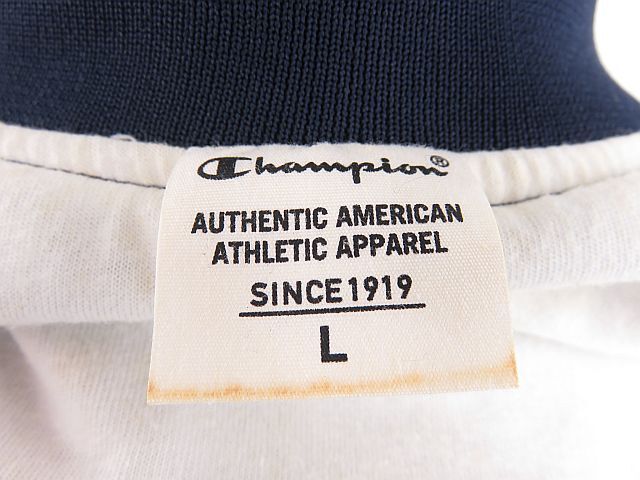 Champion®
AUTHENTIC AMERICAN
ATHLETIC APPAREL
SINCE 1919
L